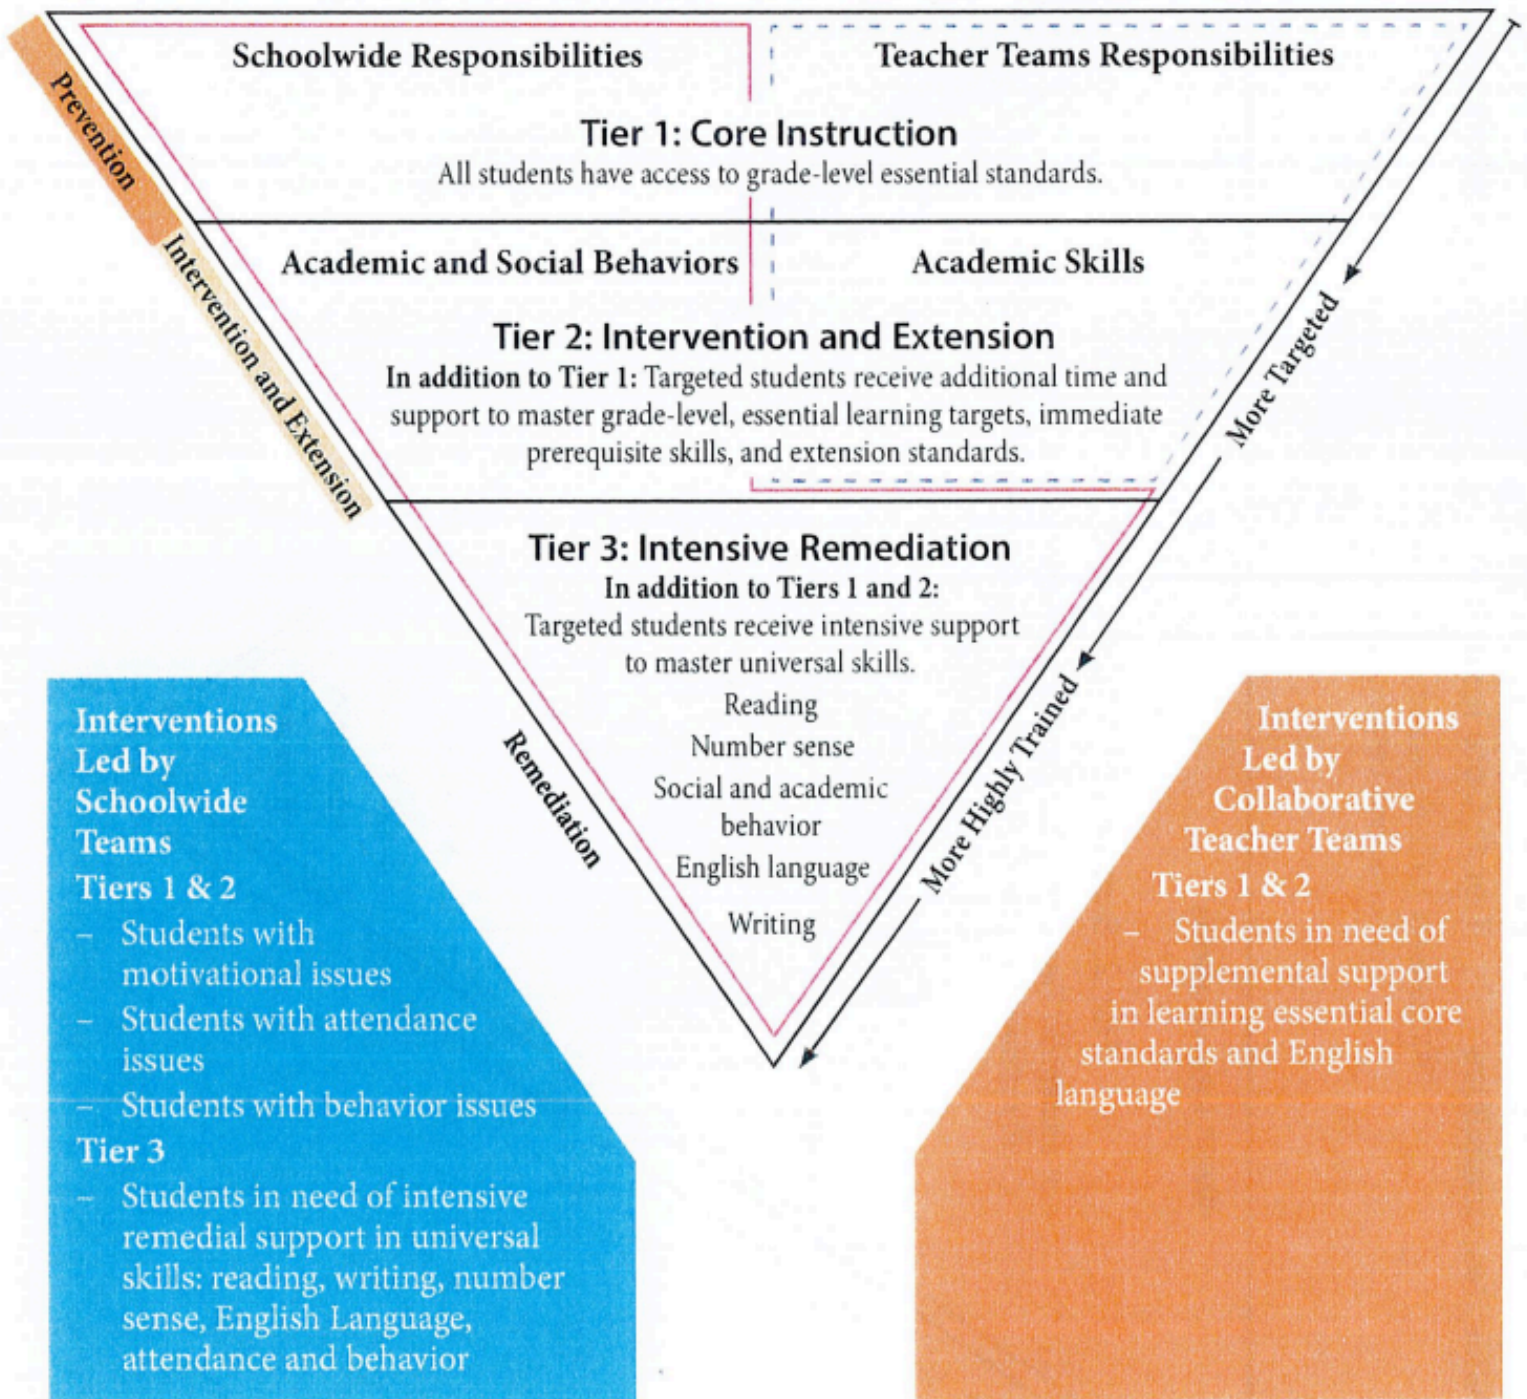 Schoolwide Responsibilities
Teacher Teams Responsibilities
Prevention
Tier 1: Core Instruction
All students have access to grade-level essential standards.
Intervention and Extension
Academic and Social Behaviors
Academic Skills
More Targeted
Tier 2: Intervention and Extension
In addition to Tier 1: Targeted students receive additional time and
support to master grade-level, essential learning targets, immediate
prerequisite skills, and extension standards.
Tier 3: Intensive Remediation
In addition to Tiers 1 and 2:
Targeted students receive intensive support
to master universal skills.
Reading
Number sense
Social and academic
behavior
English language
Writing
Remediation
More Highly Trained
Interventions
Led by
Schoolwide
Teams
Tiers 1 & 2
– Students with
motivational issues
– Students with attendance
issues
– Students with behavior issues
Tier 3
– Students in need of intensive
remedial support in universal
skills: reading, writing, number
sense, English Language,
attendance and behavior
Interventions
Led by
Collaborative
Teacher Teams
Tiers 1 & 2
– Students in need of
supplemental support
in learning essential core
standards and English
language